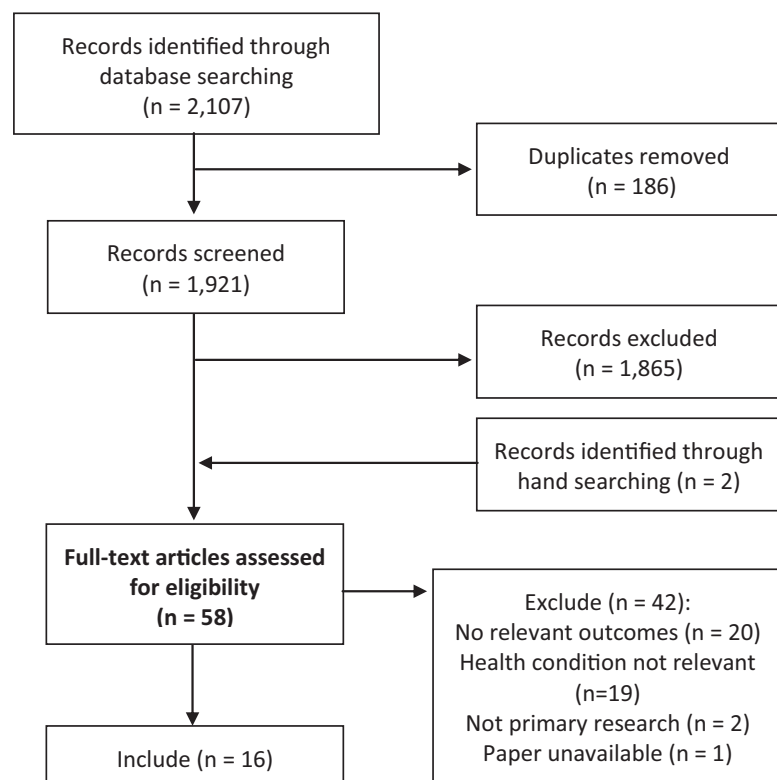 Records identified through
database searching
(n = 2,107)
Duplicates removed
(n = 186)
Records screened
(n = 1,921)
Records excluded
(n = 1,865)
Records identified through
hand searching (n = 2)
Full-text articles assessed
for eligibility
(n = 58)
Exclude (n = 42):
No relevant outcomes (n = 20)
Health condition not relevant
(n=19)
Not primary research (n = 2)
Paper unavailable (n = 1)
Include (n = 16)